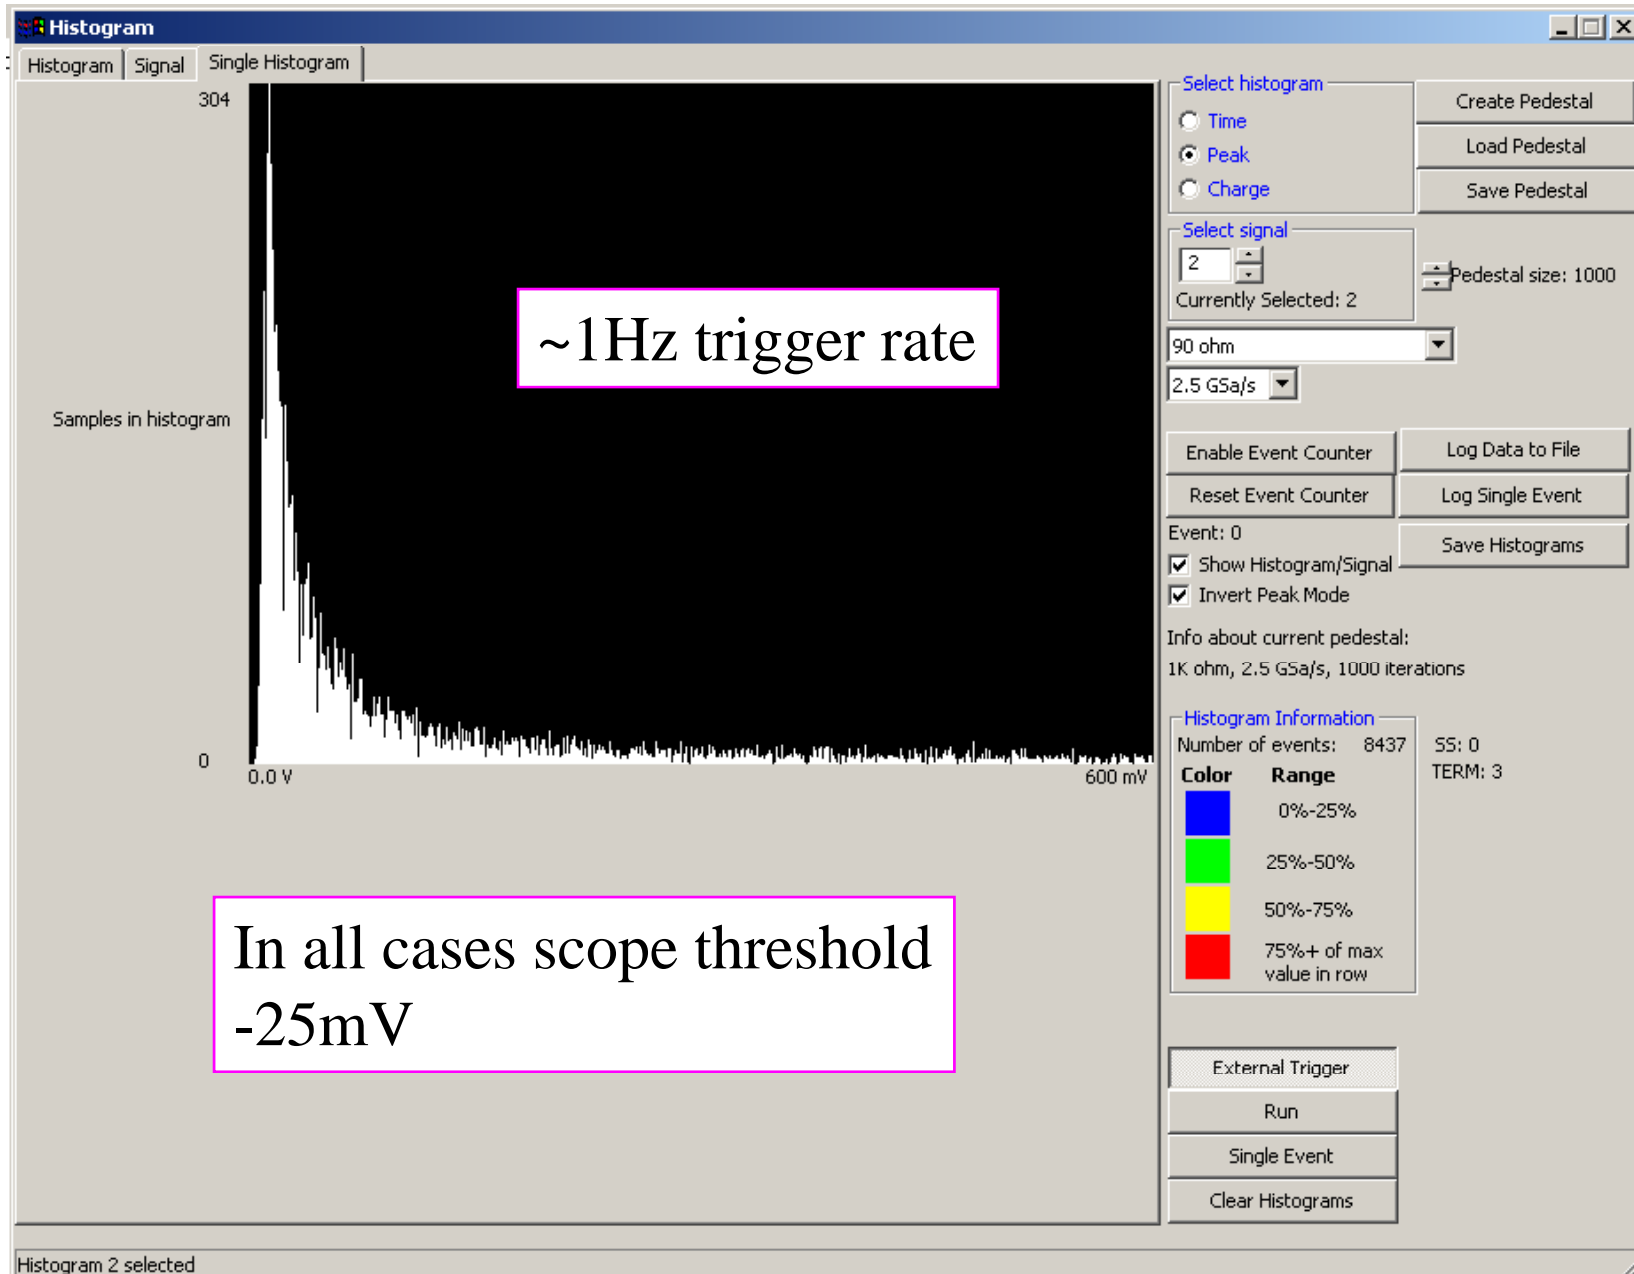 Histogram
Histogram Signal Single Histogram
304
Samples in histogram
0
0.0 V
600 mV
~1Hz trigger rate
In all cases scope threshold
-25mV
Select histogram
Time
Peak
Charge
Create Pedestal
Load Pedestal
Save Pedestal
Select signal
2
Currently Selected: 2
Pedestal size: 1000
90 ohm
2.5 GSa/s
Enable Event Counter
Log Data to File
Reset Event Counter
Log Single Event
Event: 0
Save Histograms
Show Histogram/Signal
Invert Peak Mode
Info about current pedestal:
1K ohm, 2.5 GSa/s, 1000 iterations
Histogram Information
Number of events: 8437
SS: 0
Color Range
TERM: 3
0%-25%
25%-50%
50%-75%
75%+ of max
value in row
External Trigger
Run
Single Event
Clear Histograms
Histogram 2 selected